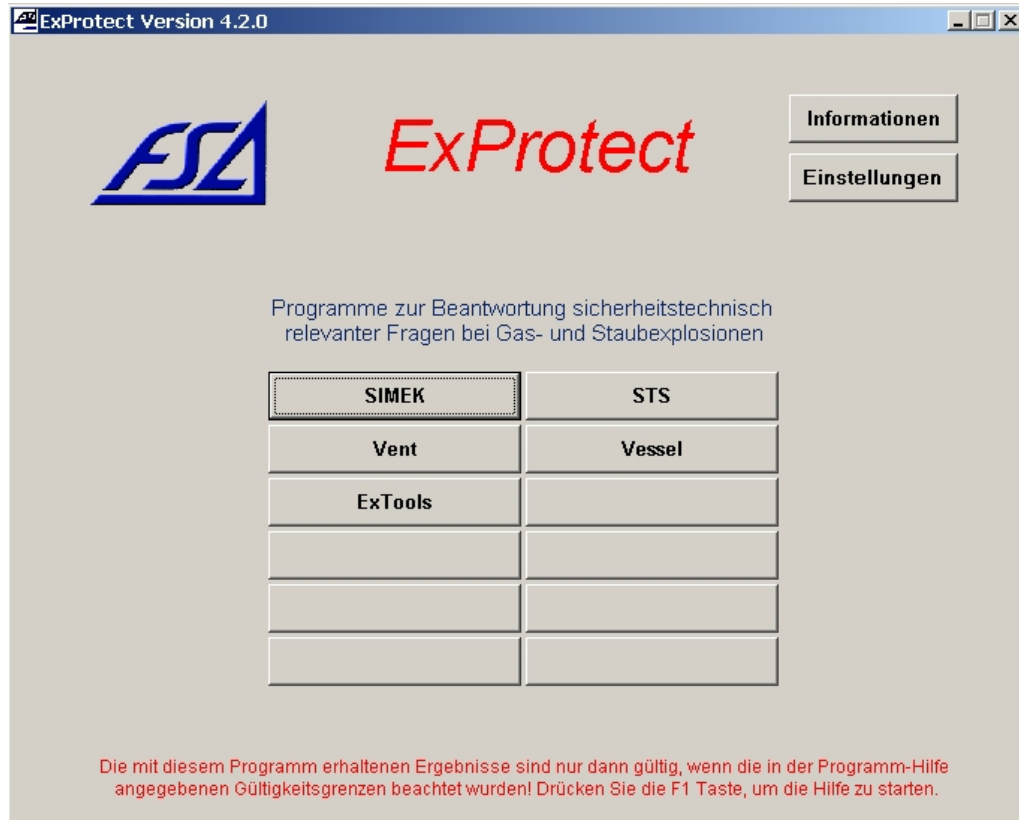 ExProtect Version 4.2.0
FSA
ExProtect
Informationen
Einstellungen
Programme zur Beantwortung sicherheitstechnisch
relevanter Fragen bei Gas- und Staubexplosionen
SIMEK
STS
Vent
Vessel
ExTools
Die mit diesem Programm erhaltenen Ergebnisse sind nur dann gültig, wenn die in der Programm-Hilfe
angegebenen Gültigkeitsgrenzen beachtet wurden! Drücken Sie die F1 Taste, um die Hilfe zu starten.